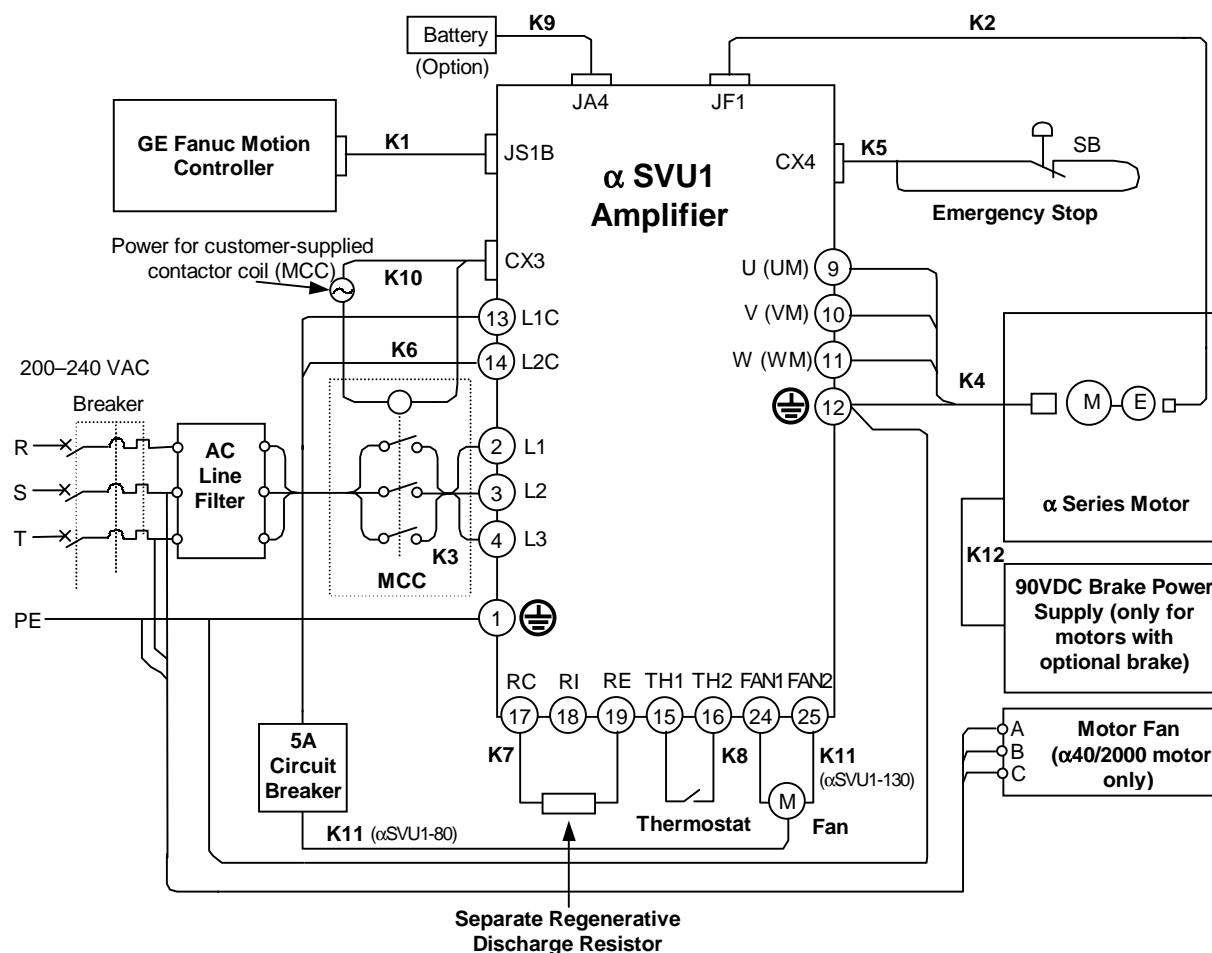 Battery
(Option)
K9
K2
JA4
JF1
GE Fanuc Motion
Controller
K1
JS1B
α SVU1
Amplifier
CX4
K5
SB
Emergency Stop
Power for customer-supplied
contactor coil (MCC)
K10
CX3
13 L1C
K6
14 L2C
U (UM) 9
V (VM) 10
W (WM) 11
12
K4
M
E
α Series Motor
200–240 VAC
Breaker
R
S
T
AC
Line
Filter
2 L1
3 L2
4 L3
K3
MCC
PE
1
K12
90VDC Brake Power
Supply (only for
motors with
optional brake)
RC RI RE TH1 TH2 FAN1 FAN2
17 18 19 15 16 24 25
5A
Circuit
Breaker
K7
K8
K11
(αSVU1-130)
M
Thermostat
Fan
K11 (αSVU1-80)
A
B
C
Motor Fan
(α40/2000 motor
only)
Separate Regenerative
Discharge Resistor